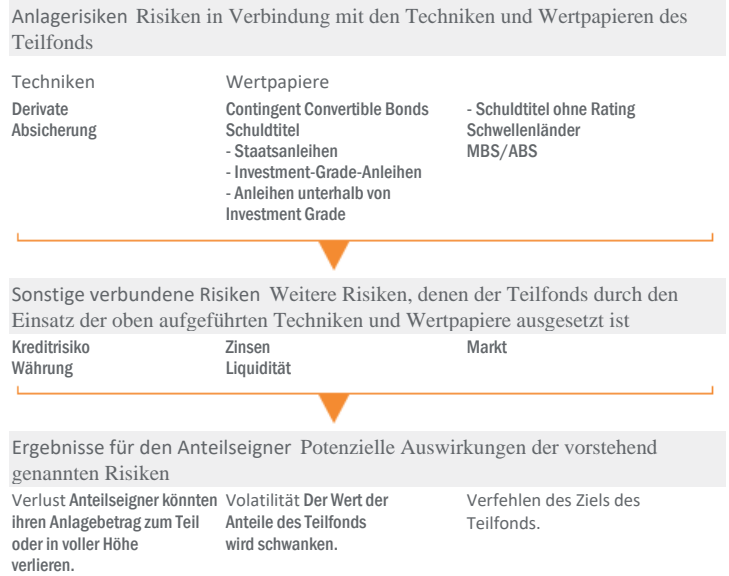 Anlagerisiken Risiken in Verbindung mit den Techniken und Wertpapieren des
Teilfonds
Techniken
Derivate
Absicherung
Wertpapiere
Contingent Convertible Bonds
Schuldtitel
- Staatsanleihen
- Investment-Grade-Anleihen
- Anleihen unterhalb von
Investment Grade
- Schuldtitel ohne Rating
Schwellenländer
MBS/ABS
Sonstige verbundene Risiken Weitere Risiken, denen der Teilfonds durch den
Einsatz der oben aufgeführten Techniken und Wertpapiere ausgesetzt ist
Kreditrisiko
Währung
Zinsen
Liquidität
Markt
Ergebnisse für den Anteilseigner Potenzielle Auswirkungen der vorstehend
genannten Risiken
Verlust Anteilseigner könnten
ihren Anlagebetrag zum Teil
oder in voller Höhe
verlieren.
Volatilität Der Wert der
Anteile des Teilfonds
wird schwanken.
Verfehlen des Ziels des
Teilfonds.